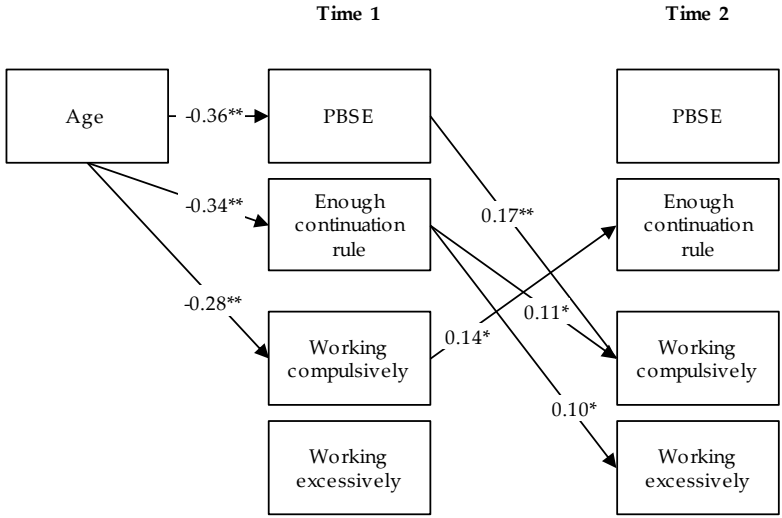 Time 1
Time 2
Age
-0.36**
PBSE
PBSE
-0.34**
Enough
continuation
rule
0.17**
Enough
continuation
rule
-0.28**
Working
compulsively
0.14*
0.11*
Working
compulsively
0.10*
Working
excessively
Working
excessively